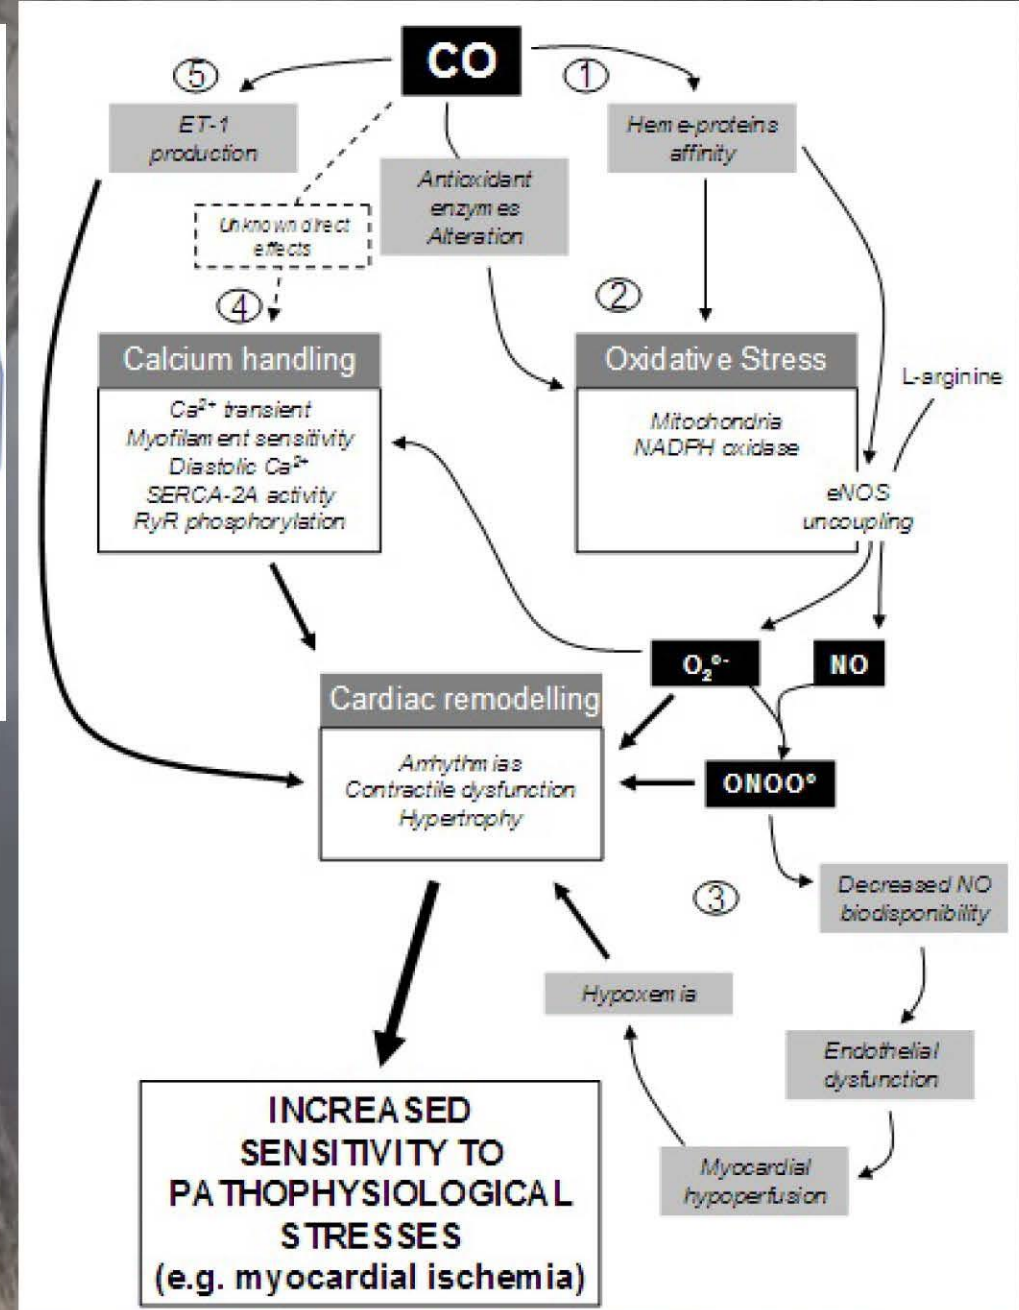 CO
⑤
①
ET-1
production
Heme-proteins
affinity
Antioxidant
enzymes
Alteration
Unknown direct
effects
④
②
Calcium handling
Ca²⁺ transient
Myofilament sensitivity
Diastolic Ca²⁺
SERCA-2A activity
RyR phosphorylation
Oxidative Stress
Mitochondria
NADPH oxidase
L-arginine
eNOS
uncoupling
O₂°⁻
NO
Cardiac remodelling
Arrhythmias
Contractile dysfunction
Hypertrophy
ONOO°
③
Decreased NO
biodisponibility
Hypoxemia
Endothelial
dysfunction
Myocardial
hypoperfusion
INCREASED
SENSITIVITY TO
PATHOPHYSIOLOGICAL
STRESSES
(e.g. myocardial ischemia)